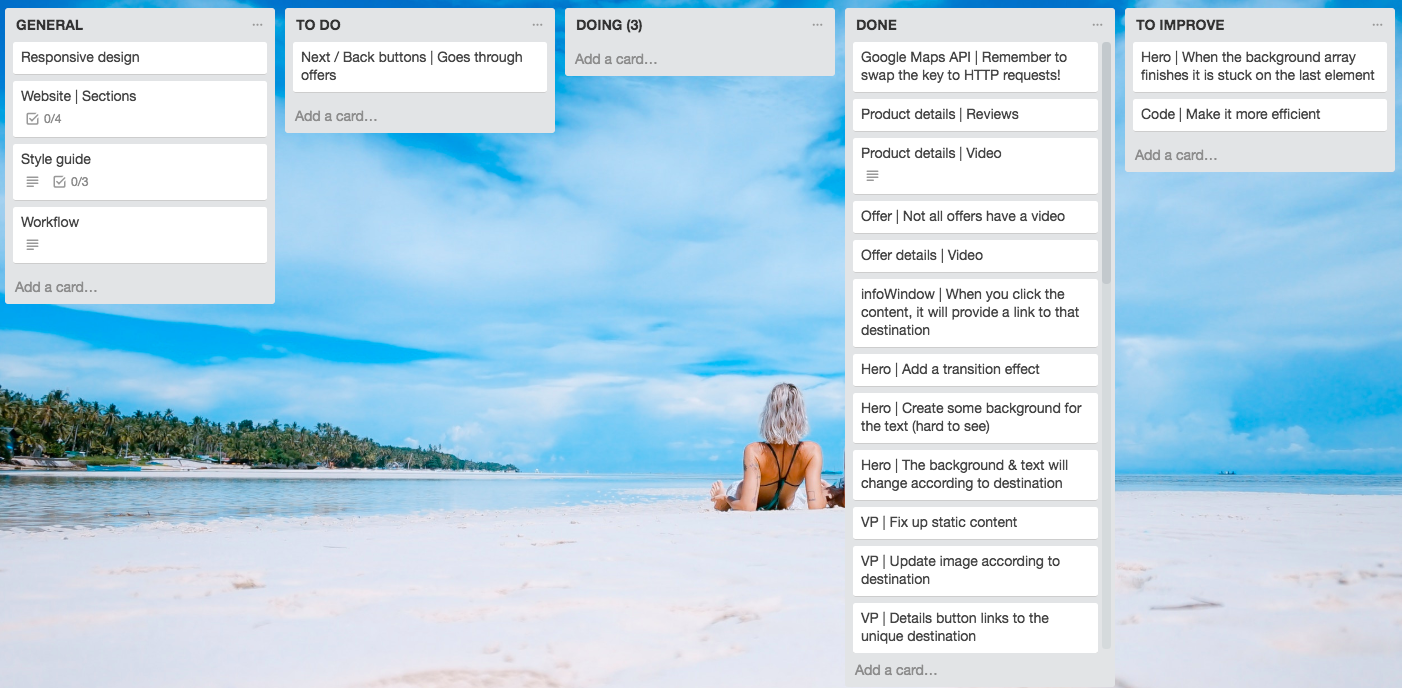 GENERAL
Responsive design
Website | Sections
0/4
Style guide
0/3
Workflow
Add a card…
TO DO
Next / Back buttons | Goes through
offers
Add a card…
DOING (3)
Add a card…
DONE
Google Maps API | Remember to
swap the key to HTTP requests!
Product details | Reviews
Product details | Video
Offer | Not all offers have a video
Offer details | Video
infoWindow | When you click the
content, it will provide a link to that
destination
Hero | Add a transition effect
Hero | Create some background for
the text (hard to see)
Hero | The background & text will
change according to destination
VP | Fix up static content
VP | Update image according to
destination
VP | Details button links to the
unique destination
Add a card…
TO IMPROVE
Hero | When the background array
finishes it is stuck on the last element
Code | Make it more efficient
Add a card…